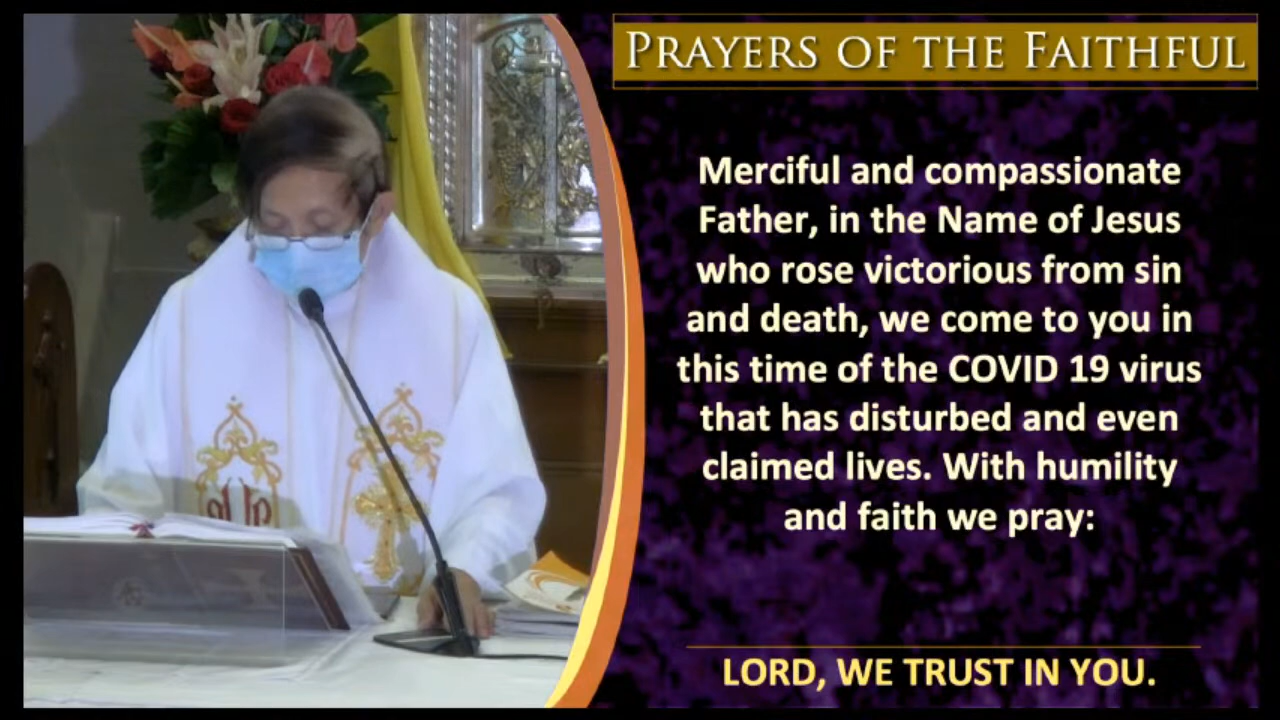 PRAYERS OF THE FAITHFUL
Merciful and compassionate
Father, in the Name of Jesus
who rose victorious from sin
and death, we come to you in
this time of the COVID 19 virus
that has disturbed and even
claimed lives. With humility
and faith we pray:
LORD, WE TRUST IN YOU.